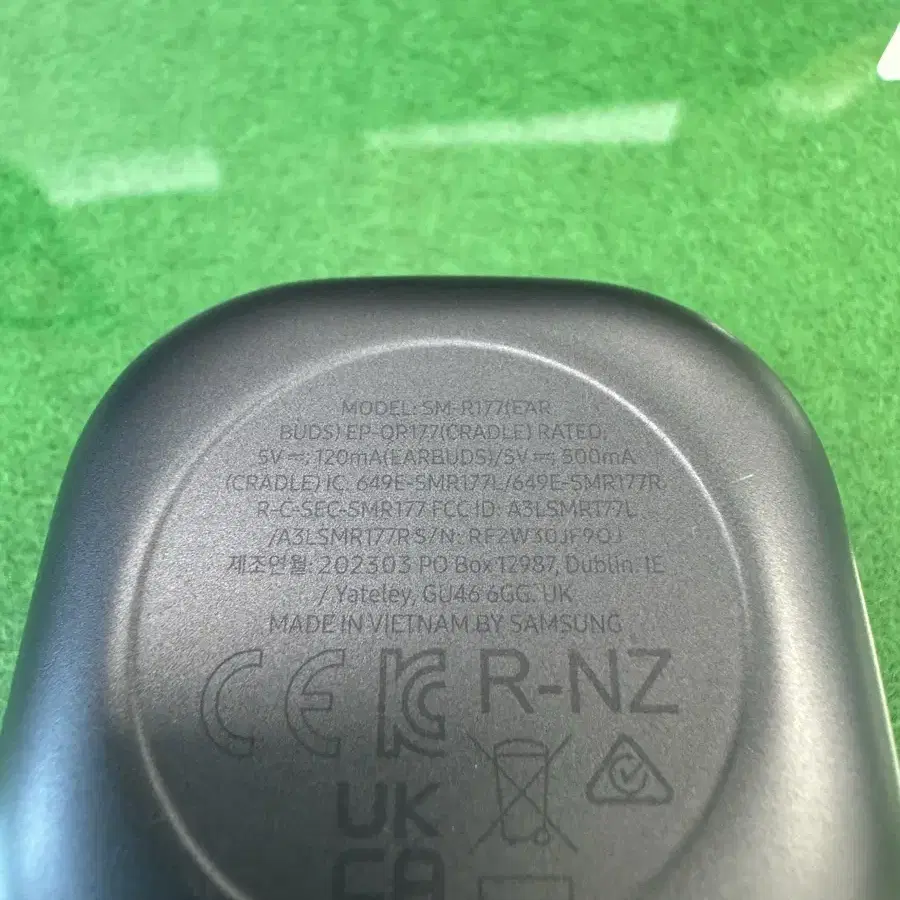 MODEL: SM-R177(EAR
BUDS) EP-QR177(CRADLE) RATED:
5V ⎓; 120mA(EARBUDS)/5V ⎓; 500mA
(CRADLE) IC: 649E-SMR177L/649E-SMR177R
R-C-SEC-SMR177 FCC ID: A3LSMR177L
/A3LSMR177R S/N: RF2W30JF9QJ
제조연월: 202303 PO Box 12987, Dublin. IE
/ Yateley, GU46 6GG. UK
MADE IN VIETNAM BY SAMSUNG
CE KC R-NZ
UK
CA